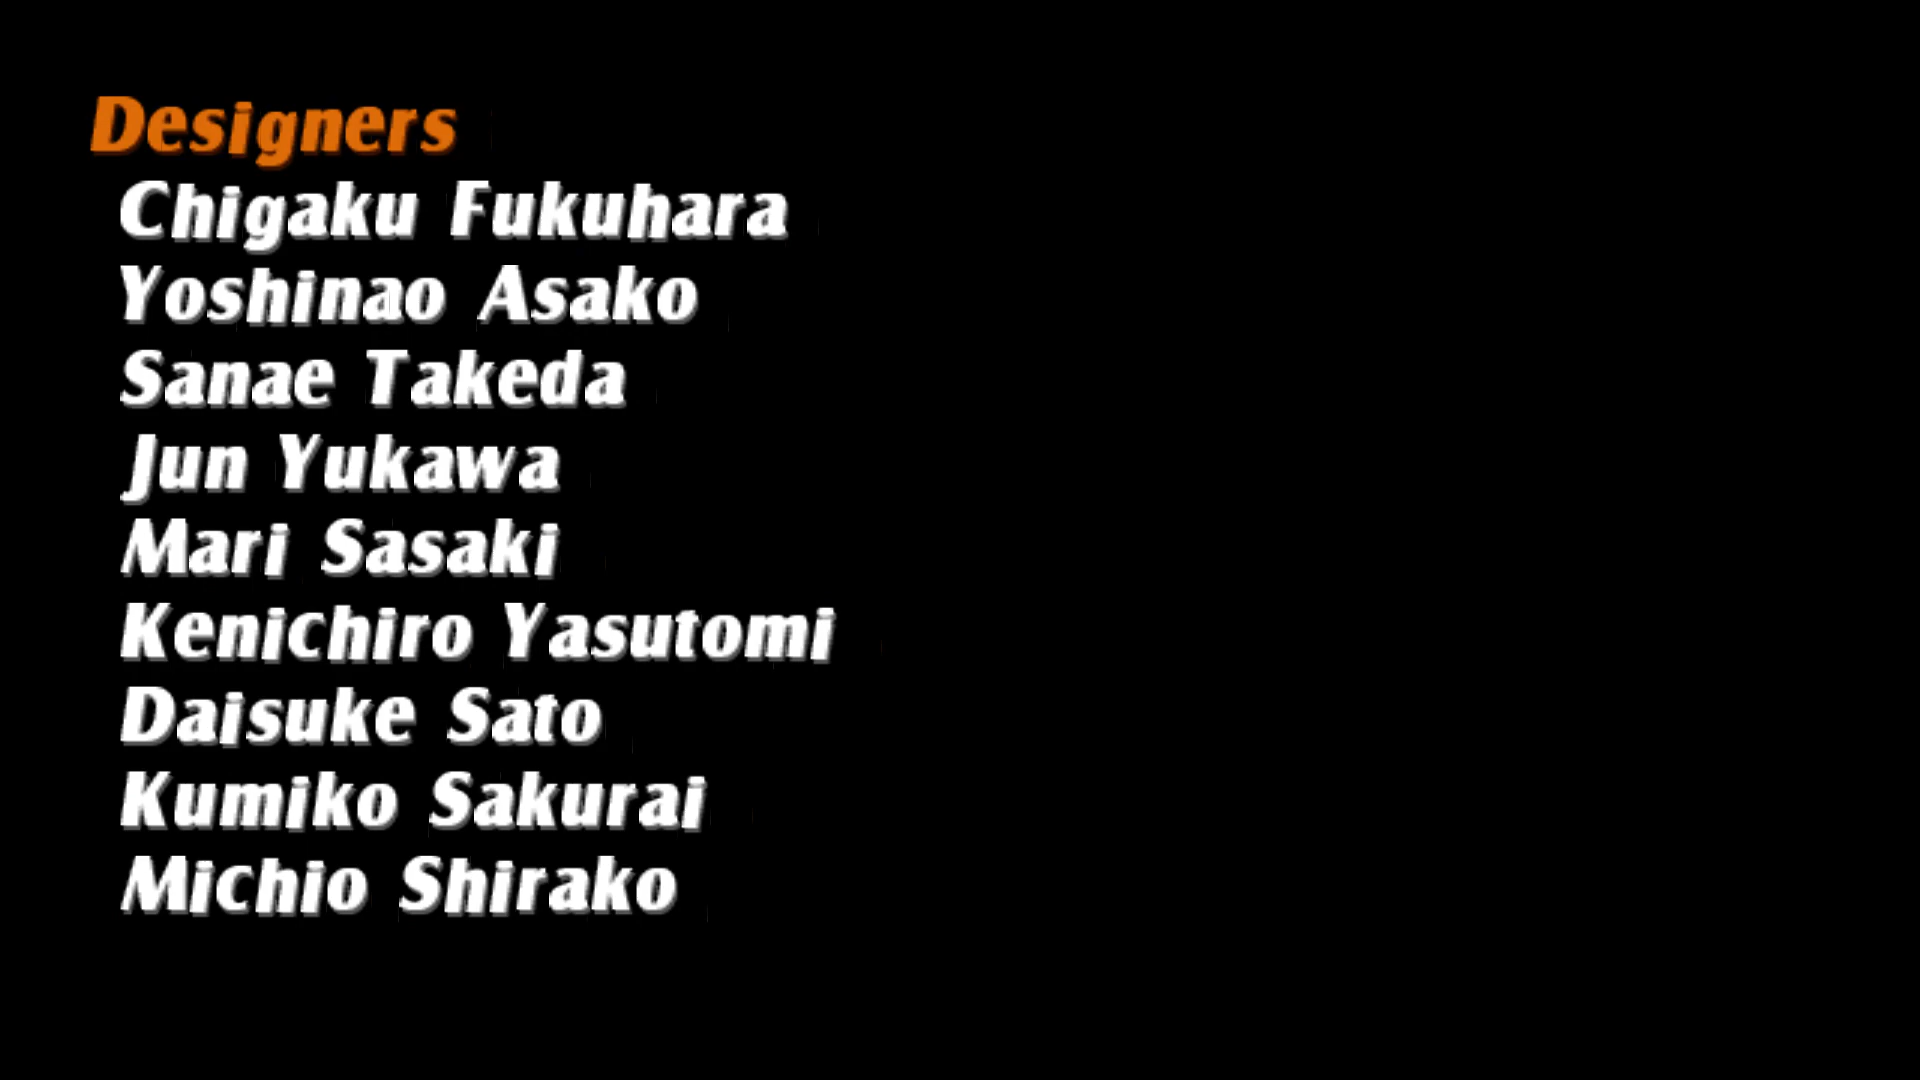 Designers
Chigaku Fukuhara
Yoshinao Asako
Sanae Takeda
Jun Yukawa
Mari Sasaki
Kenichiro Yasutomi
Daisuke Sato
Kumiko Sakurai
Michio Shirako